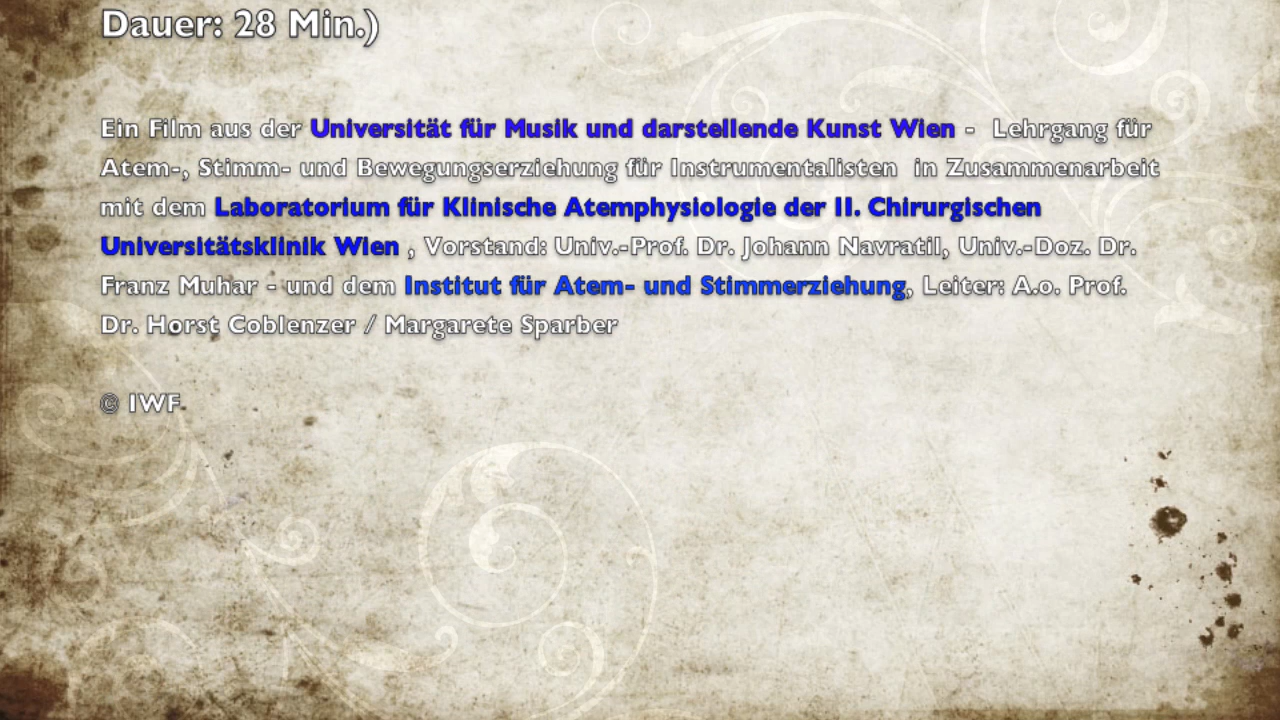 Dauer: 28 Min.)
Ein Film aus der Universität für Musik und darstellende Kunst Wien - Lehrgang für
Atem-, Stimm- und Bewegungserziehung für Instrumentalisten in Zusammenarbeit
mit dem Laboratorium für Klinische Atemphysiologie der II. Chirurgischen
Universitätsklinik Wien , Vorstand: Univ.-Prof. Dr. Johann Navratil, Univ.-Doz. Dr.
Franz Muhar - und dem Institut für Atem- und Stimmerziehung, Leiter: A.o. Prof.
Dr. Horst Coblenzer / Margarete Sparber
© IWF